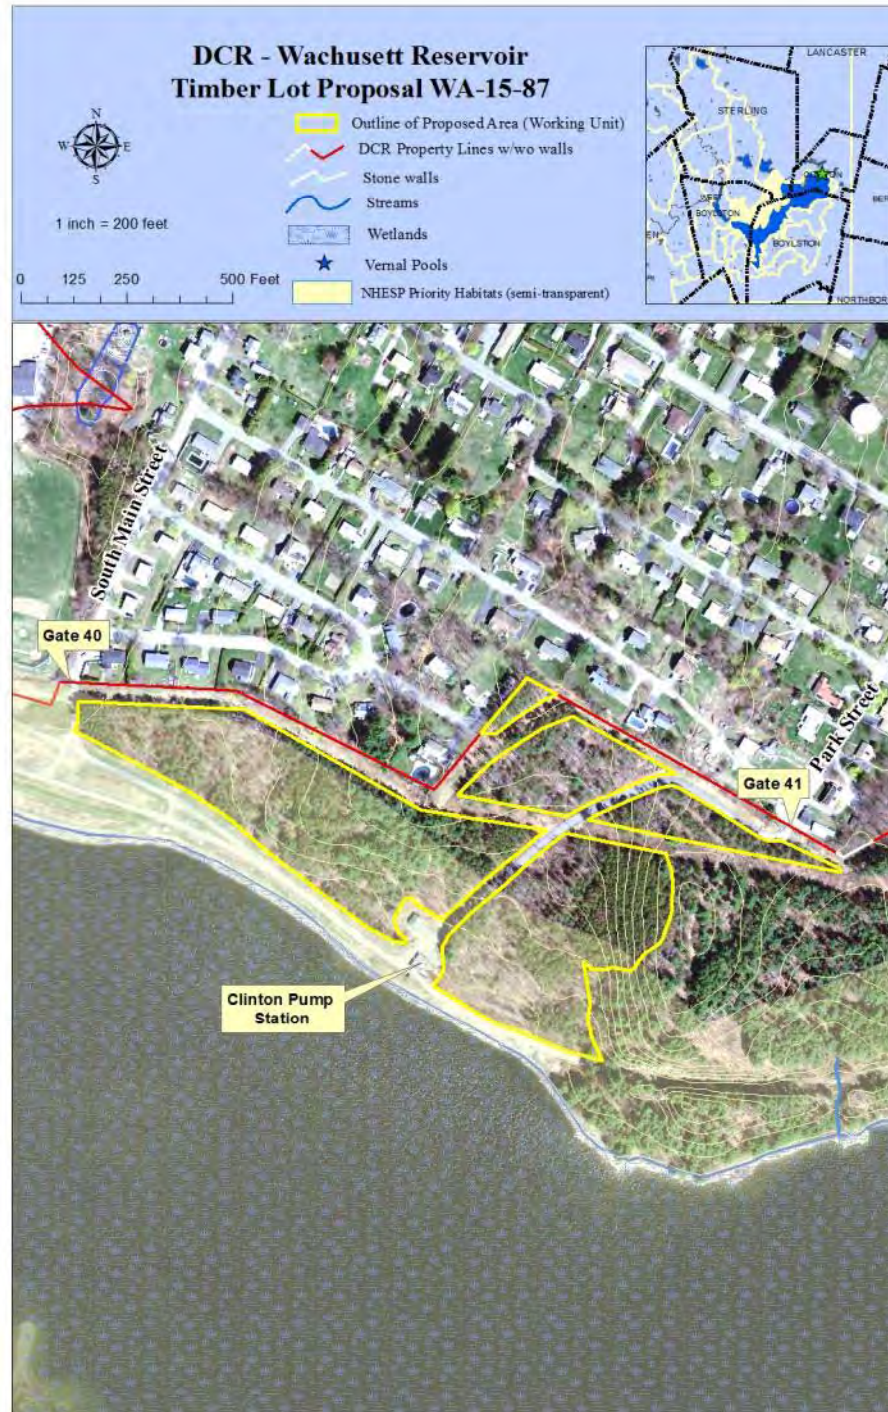 DCR - Wachusett Reservoir
Timber Lot Proposal WA-15-87
N
W
E
S
1 inch = 200 feet
0 125 250 500 Feet
Outline of Proposed Area (Working Unit)
DCR Property Lines w/wo walls
Stone walls
Streams
Wetlands
Vernal Pools
NHESP Priority Habitats (semi-transparent)
LANCASTER
STERLING
BOYLSTON
BOYLSTON
NORTHBOR
South Main Street
Gate 40
Park Street
Gate 41
Clinton Pump
Station